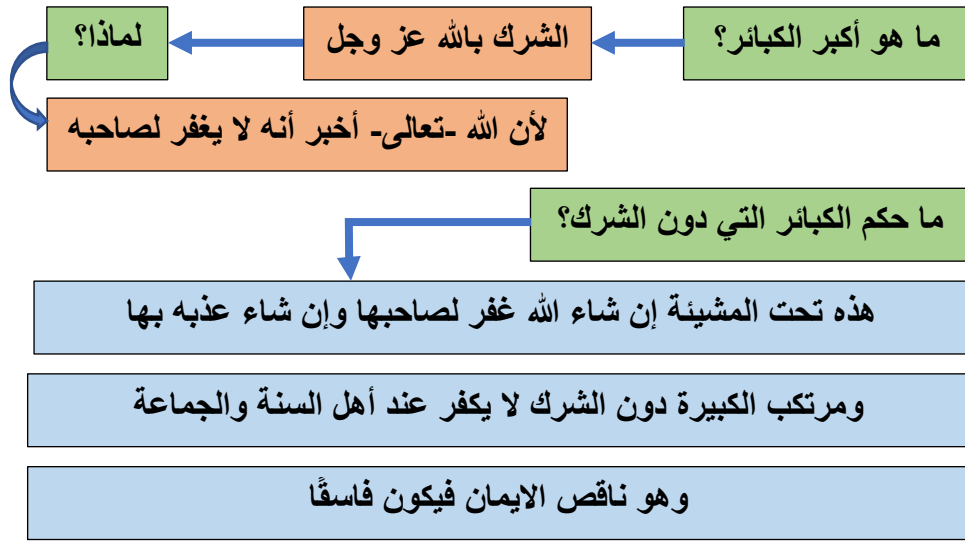 ما هو أكبر الكبائر؟
الشرك بالله عز وجل
لماذا؟
لأن الله -تعالى- أخبر أنه لا يغفر لصاحبه
ما حكم الكبائر التي دون الشرك؟
هذه تحت المشيئة إن شاء الله غفر لصاحبها وإن شاء عذبه بها
ومرتكب الكبيرة دون الشرك لا يكفر عند أهل السنة والجماعة
وهو ناقص الايمان فيكون فاسقًا